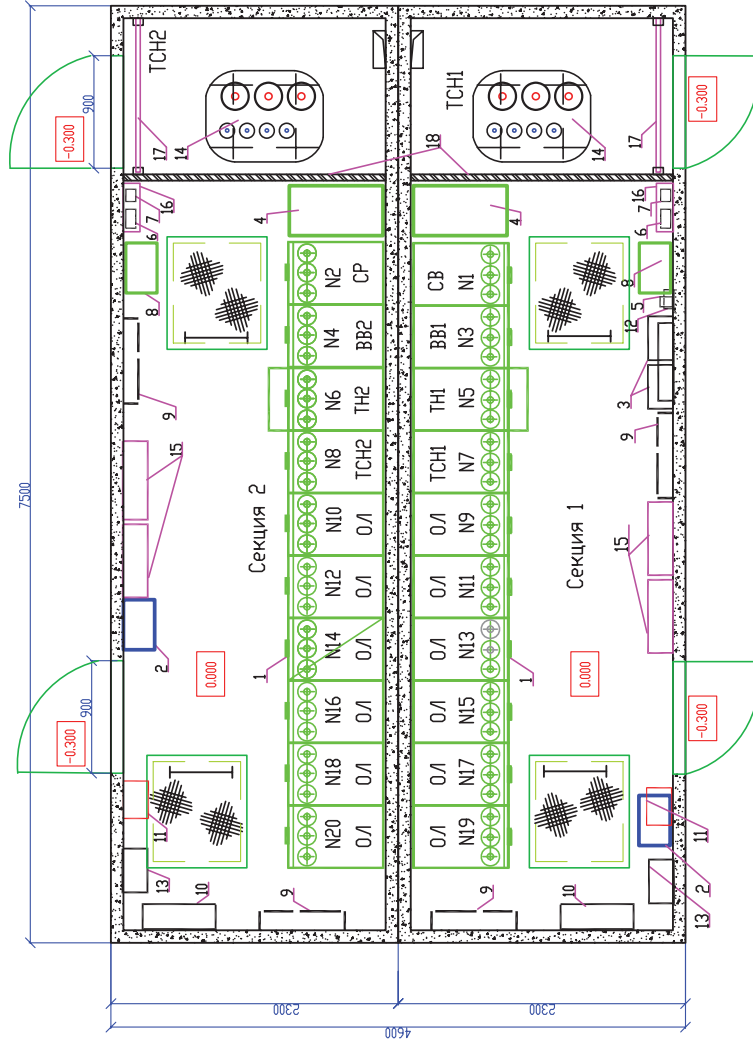 7500
900
900
2300
2300
4600
-0.300
-0.300
-0.300
-0.300
0.000
0.000
ТСН2
ТСН1
Секция 2
Секция 1
N20 О/Л
N18 О/Л
N16 О/Л
N14 О/Л
N12 О/Л
N10 О/Л
N8 ТСН2
N6 ТН2
N4 ВВ2
N2 СР
О/Л N19
О/Л N17
О/Л N15
О/Л N13
О/Л N11
О/Л N9
ТСН1 N7
ТН1 N5
ВВ1 N3
СВ N1
13
11
10
9
2
1
15
9
8
6
7
16
4
17
14
18
13
2
11
10
9
1
15
9
3
12
5
8
6
7
16
4
17
14